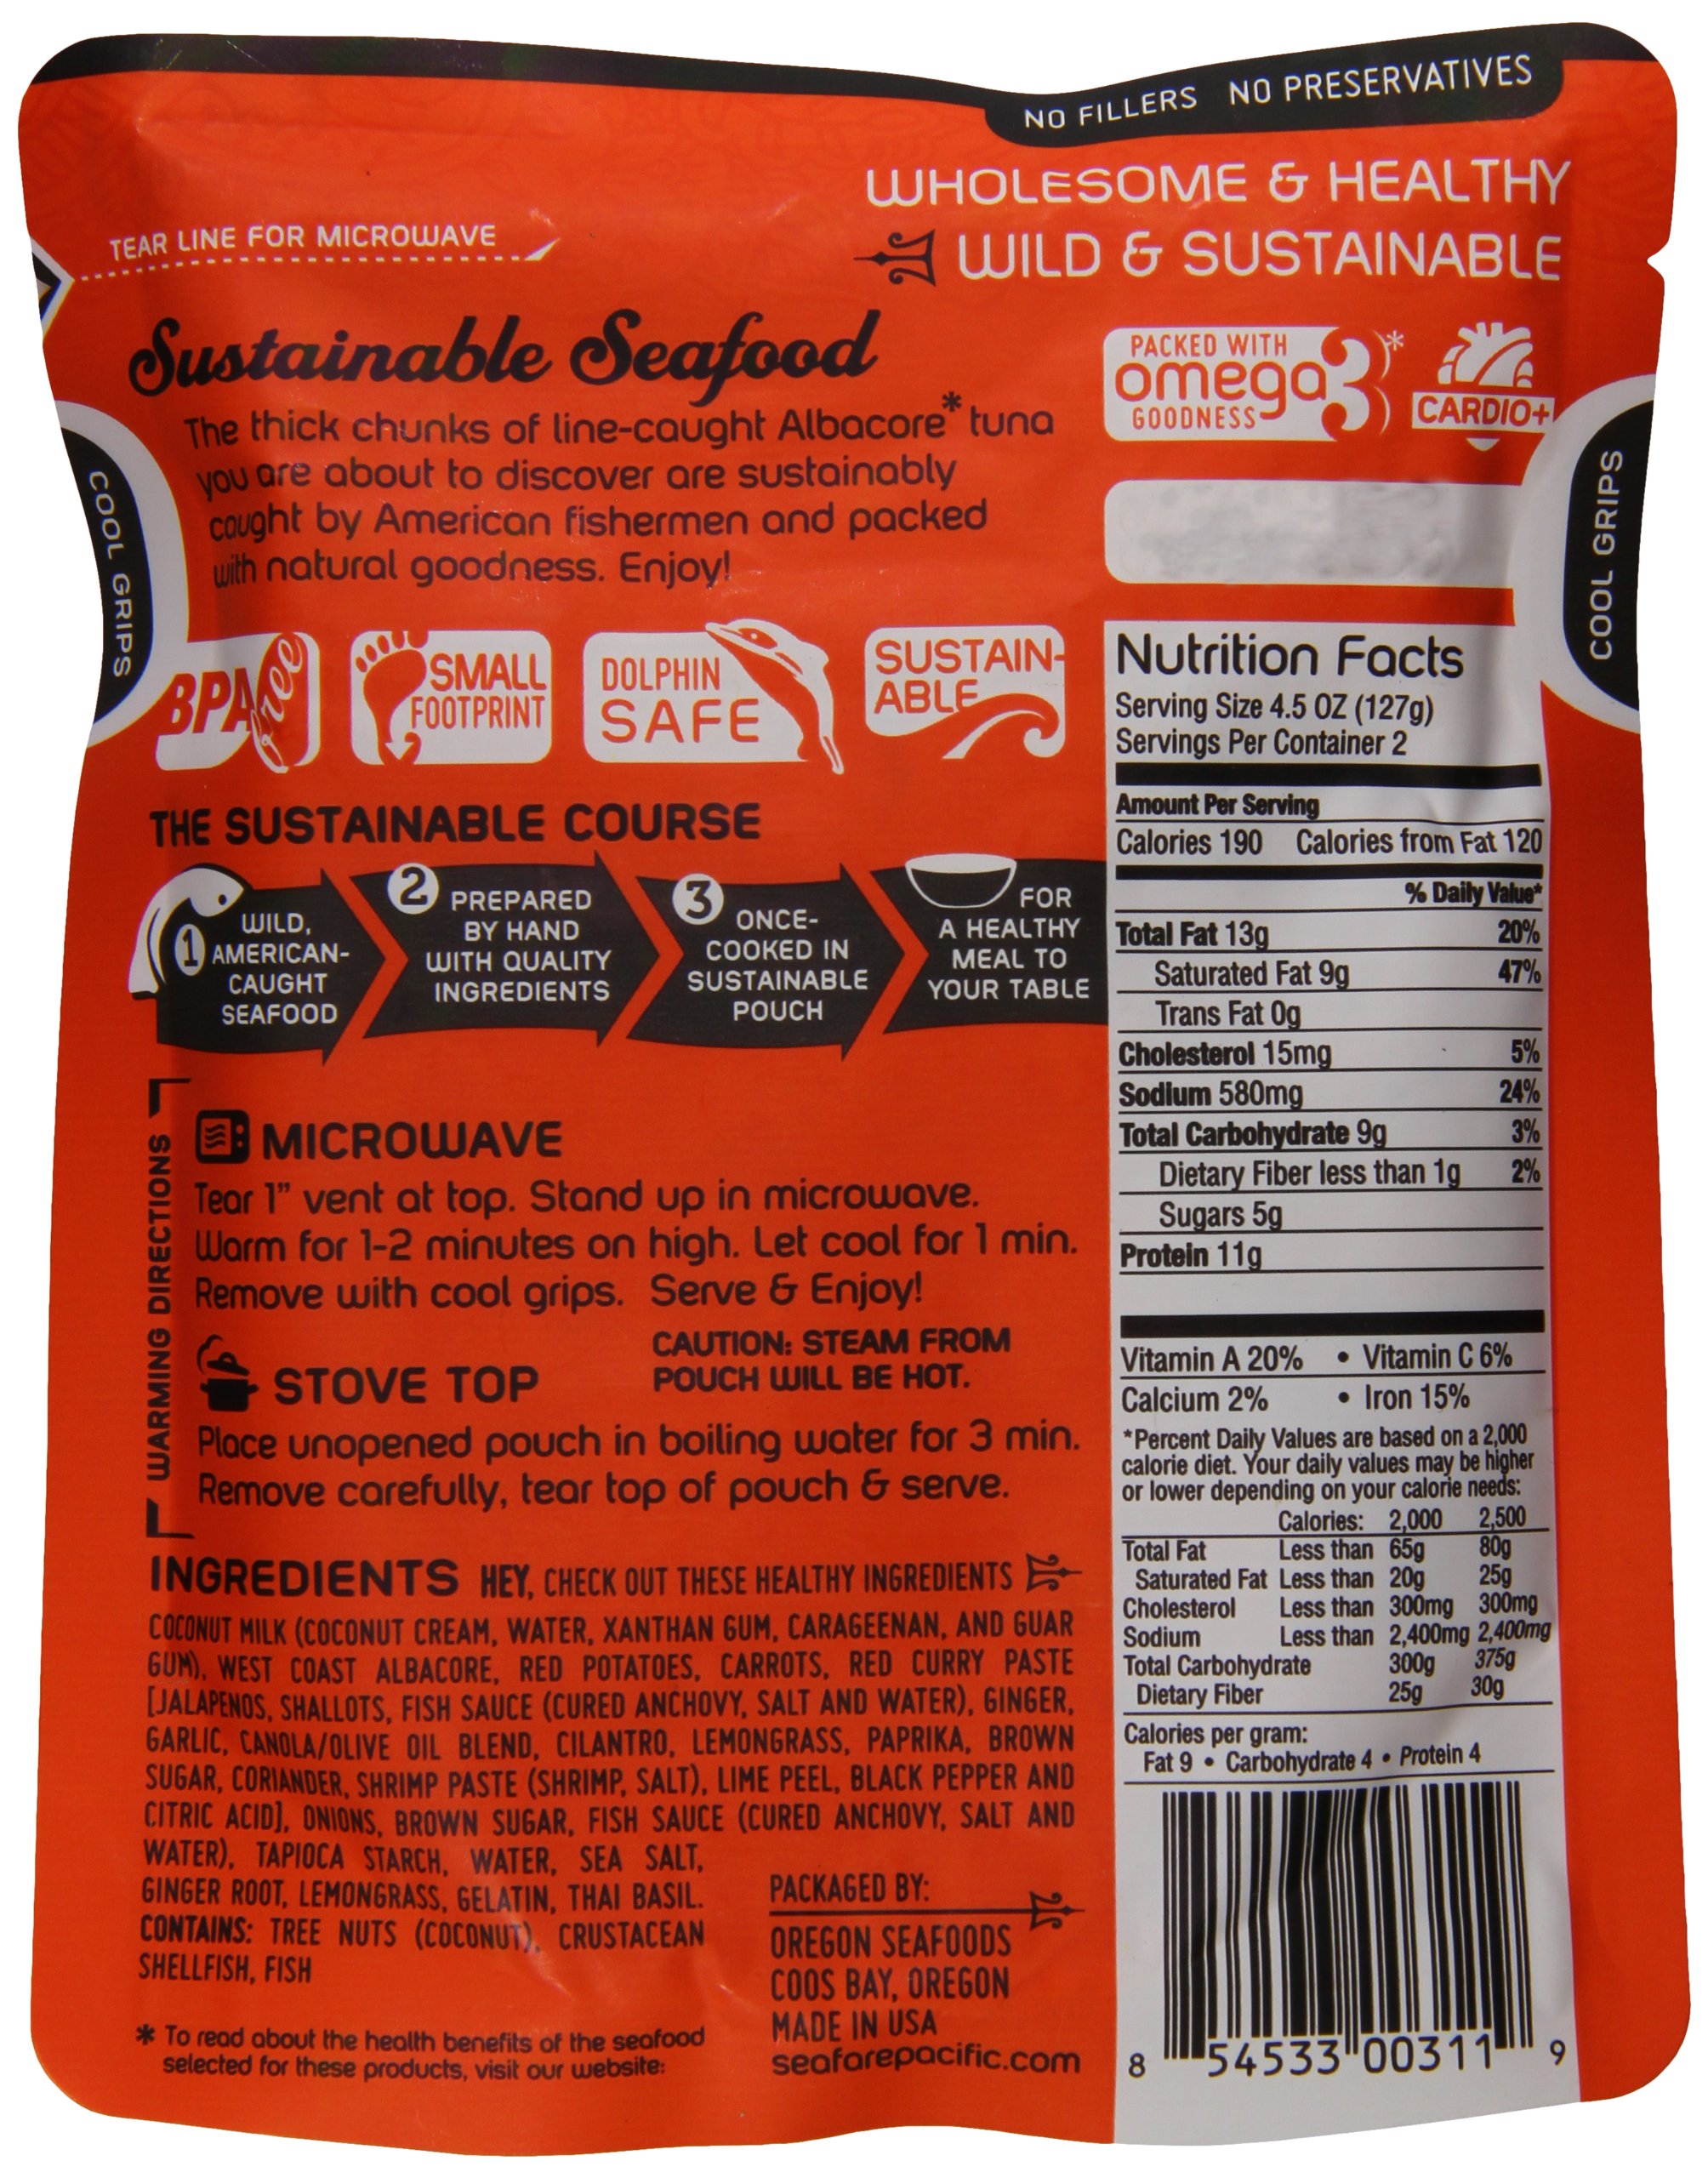 NO FILLERS NO PRESERVATIVES
WHOLESOME & HEALTHY
WILD & SUSTAINABLE
TEAR LINE FOR MICROWAVE
Sustainable Seafood
The thick chunks of line-caught Albacore* tuna
you are about to discover are sustainably
caught by American fishermen and packed
with natural goodness. Enjoy!
PACKED WITH
omega3*
GOODNESS
CARDIO+
COOL GRIPS
COOL GRIPS
BPA free
SMALL
FOOTPRINT
DOLPHIN
SAFE
SUSTAIN-
ABLE
THE SUSTAINABLE COURSE
1 WILD,
AMERICAN-
CAUGHT
SEAFOOD
2 PREPARED
BY HAND
WITH QUALITY
INGREDIENTS
3 ONCE-
COOKED IN
SUSTAINABLE
POUCH
FOR
A HEALTHY
MEAL TO
YOUR TABLE
WARMING DIRECTIONS
MICROWAVE
Tear 1” vent at top. Stand up in microwave.
Warm for 1-2 minutes on high. Let cool for 1 min.
Remove with cool grips. Serve & Enjoy!
CAUTION: STEAM FROM
POUCH WILL BE HOT.
STOVE TOP
Place unopened pouch in boiling water for 3 min.
Remove carefully, tear top of pouch & serve.
INGREDIENTS HEY, CHECK OUT THESE HEALTHY INGREDIENTS
COCONUT MILK (COCONUT CREAM, WATER, XANTHAN GUM, CARAGEENAN, AND GUAR
GUM), WEST COAST ALBACORE, RED POTATOES, CARROTS, RED CURRY PASTE
[JALAPENOS, SHALLOTS, FISH SAUCE (CURED ANCHOVY, SALT AND WATER), GINGER,
GARLIC, CANOLA/OLIVE OIL BLEND, CILANTRO, LEMONGRASS, PAPRIKA, BROWN
SUGAR, CORIANDER, SHRIMP PASTE (SHRIMP, SALT), LIME PEEL, BLACK PEPPER AND
CITRIC ACID], ONIONS, BROWN SUGAR, FISH SAUCE (CURED ANCHOVY, SALT AND
WATER), TAPIOCA STARCH, WATER, SEA SALT,
GINGER ROOT, LEMONGRASS, GELATIN, THAI BASIL.
CONTAINS: TREE NUTS (COCONUT), CRUSTACEAN
SHELLFISH, FISH
* To read about the health benefits of the seafood
selected for these products, visit our website:
PACKAGED BY:
OREGON SEAFOODS
COOS BAY, OREGON
MADE IN USA
seafarepacific.com
Nutrition Facts
Serving Size 4.5 OZ (127g)
Servings Per Container 2
Amount Per Serving
Calories 190 Calories from Fat 120
% Daily Value*
Total Fat 13g 20%
Saturated Fat 9g 47%
Trans Fat 0g
Cholesterol 15mg 5%
Sodium 580mg 24%
Total Carbohydrate 9g 3%
Dietary Fiber less than 1g 2%
Sugars 5g
Protein 11g
Vitamin A 20% • Vitamin C 6%
Calcium 2% • Iron 15%
*Percent Daily Values are based on a 2,000
calorie diet. Your daily values may be higher
or lower depending on your calorie needs:
Calories: 2,000 2,500
Total Fat Less than 65g 80g
Saturated Fat Less than 20g 25g
Cholesterol Less than 300mg 300mg
Sodium Less than 2,400mg 2,400mg
Total Carbohydrate 300g 375g
Dietary Fiber 25g 30g
Calories per gram:
Fat 9 • Carbohydrate 4 • Protein 4
8 54533 00311 9